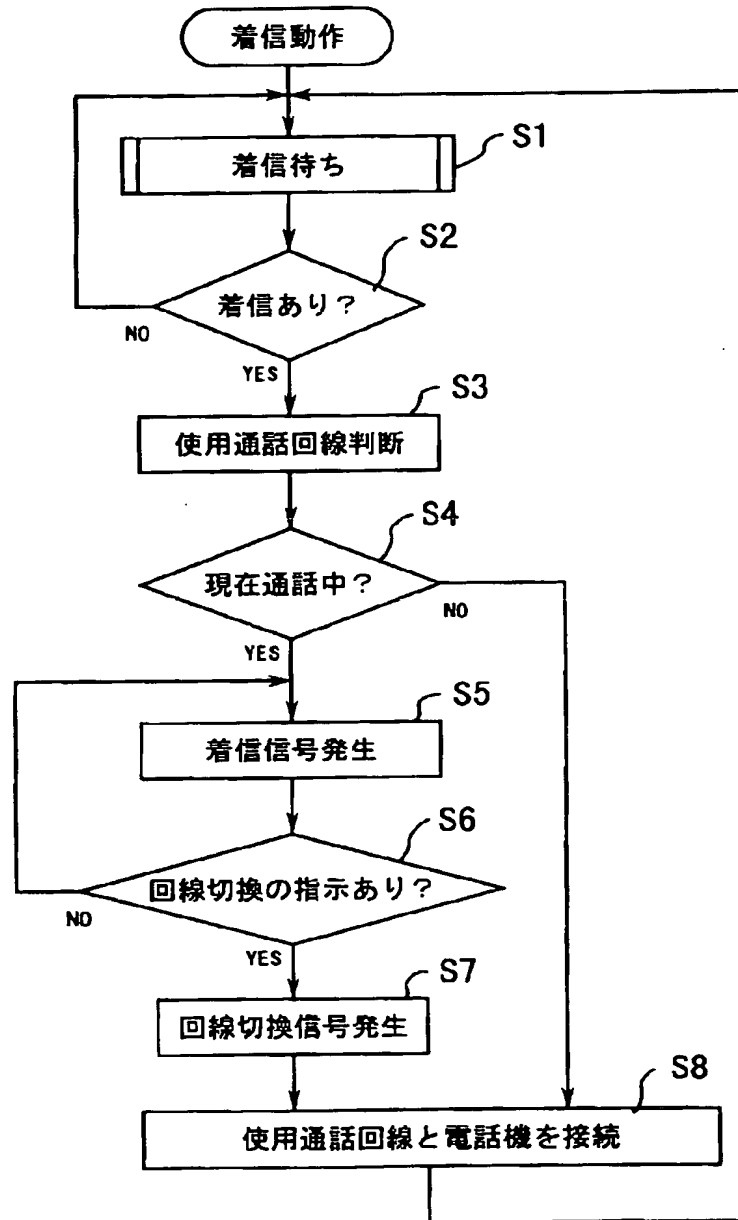 着信動作
着信待ち
S1
S2
着信あり?
NO
YES
S3
使用通話回線判断
S4
現在通話中?
NO
YES
S5
着信信号発生
S6
回線切換の指示あり?
NO
YES
S7
回線切換信号発生
S8
使用通話回線と電話機を接続